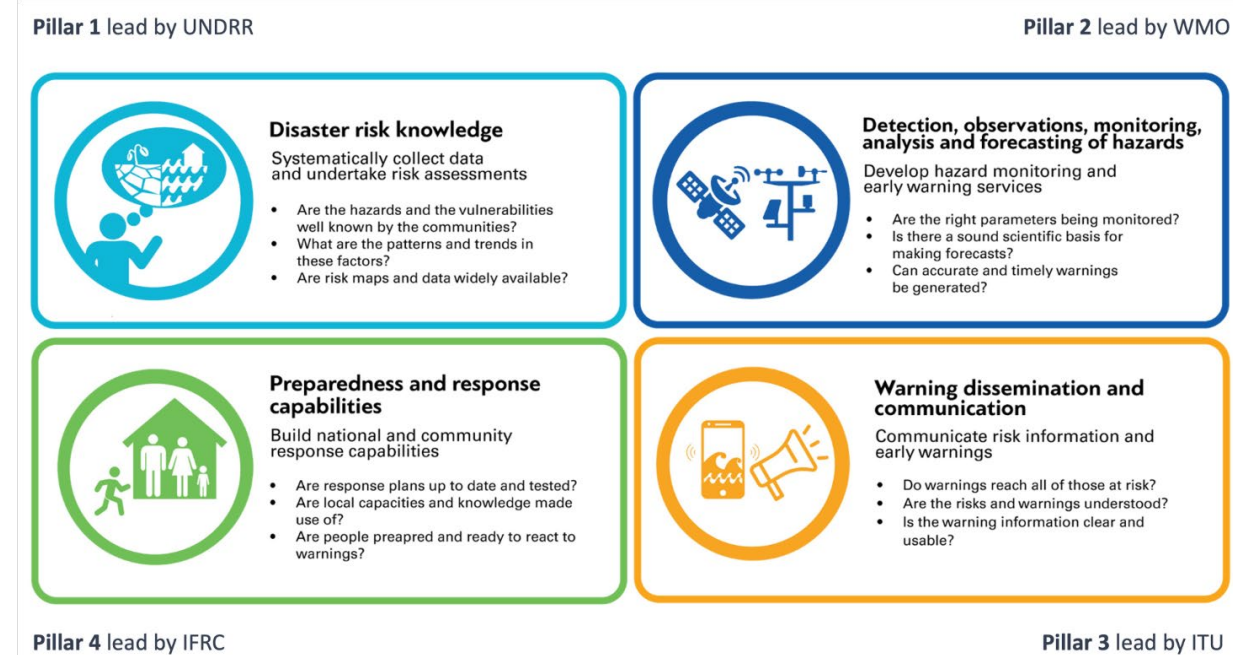 Pillar 1 lead by UNDRR
Pillar 2 lead by WMO
Disaster risk knowledge
Systematically collect data
and undertake risk assessments
• Are the hazards and the vulnerabilities
well known by the communities?
• What are the patterns and trends in
these factors?
• Are risk maps and data widely available?
Detection, observations, monitoring,
analysis and forecasting of hazards
Develop hazard monitoring and
early warning services
• Are the right parameters being monitored?
• Is there a sound scientific basis for
making forecasts?
• Can accurate and timely warnings
be generated?
Preparedness and response
capabilities
Build national and community
response capabilities
• Are response plans up to date and tested?
• Are local capacities and knowledge made
use of?
• Are people preapred and ready to react to
warnings?
Warning dissemination and
communication
Communicate risk information and
early warnings
• Do warnings reach all of those at risk?
• Are the risks and warnings understood?
• Is the warning information clear and
usable?
Pillar 4 lead by IFRC
Pillar 3 lead by ITU